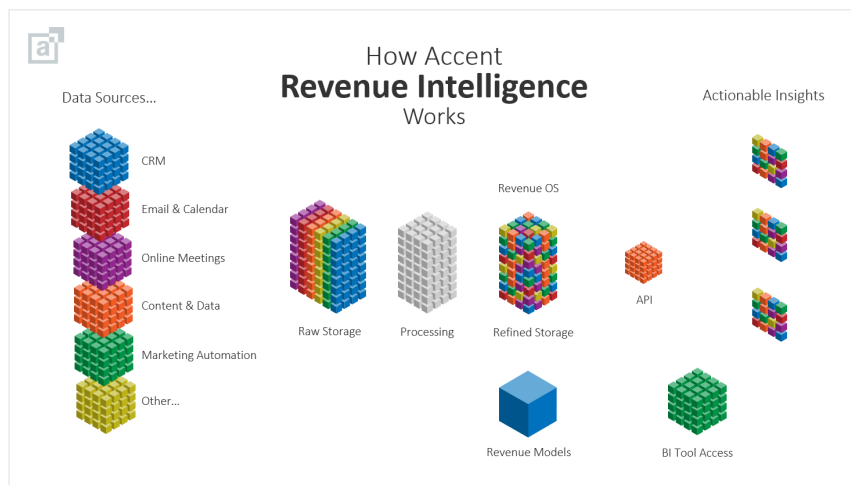 a
How Accent
Revenue Intelligence
Works
Data Sources...
Actionable Insights
CRM
Email & Calendar
Online Meetings
Content & Data
Marketing Automation
Other...
Raw Storage
Processing
Revenue OS
Refined Storage
API
Revenue Models
BI Tool Access